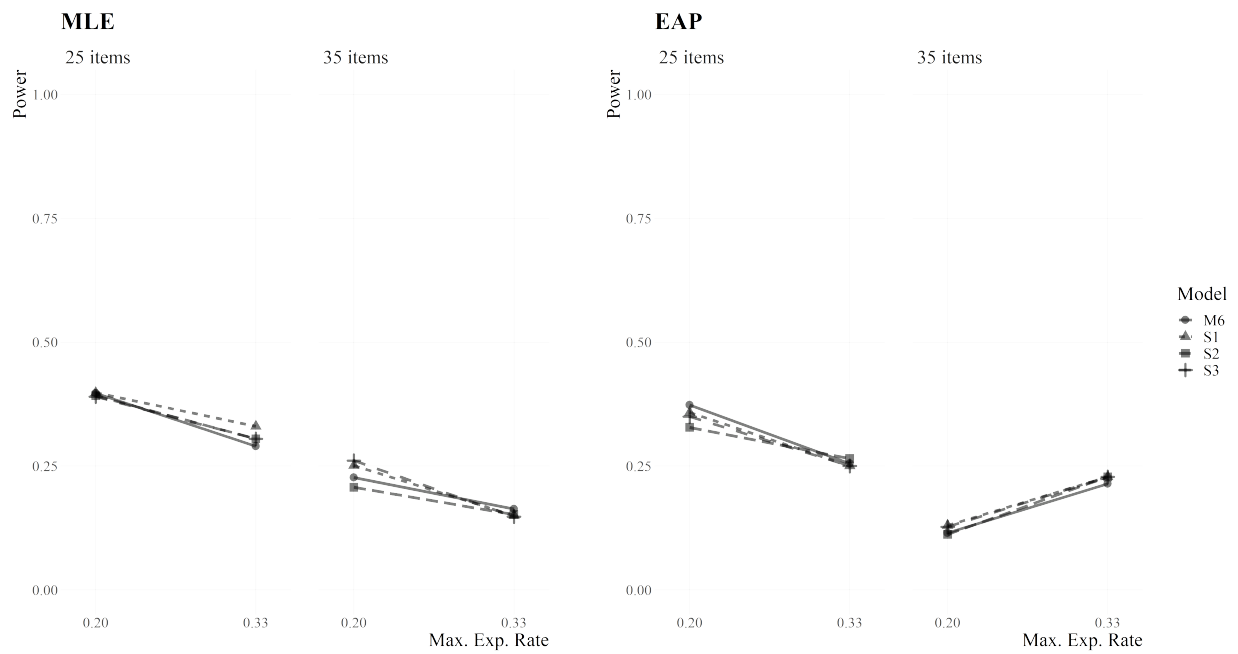 MLE
25 items
35 items
Power
1.00
0.75
0.50
0.25
0.00
0.20
0.33
0.20
0.33
Max. Exp. Rate
EAP
25 items
35 items
Power
1.00
0.75
0.50
0.25
0.00
0.20
0.33
0.20
0.33
Max. Exp. Rate
Model
M6
S1
S2
S3